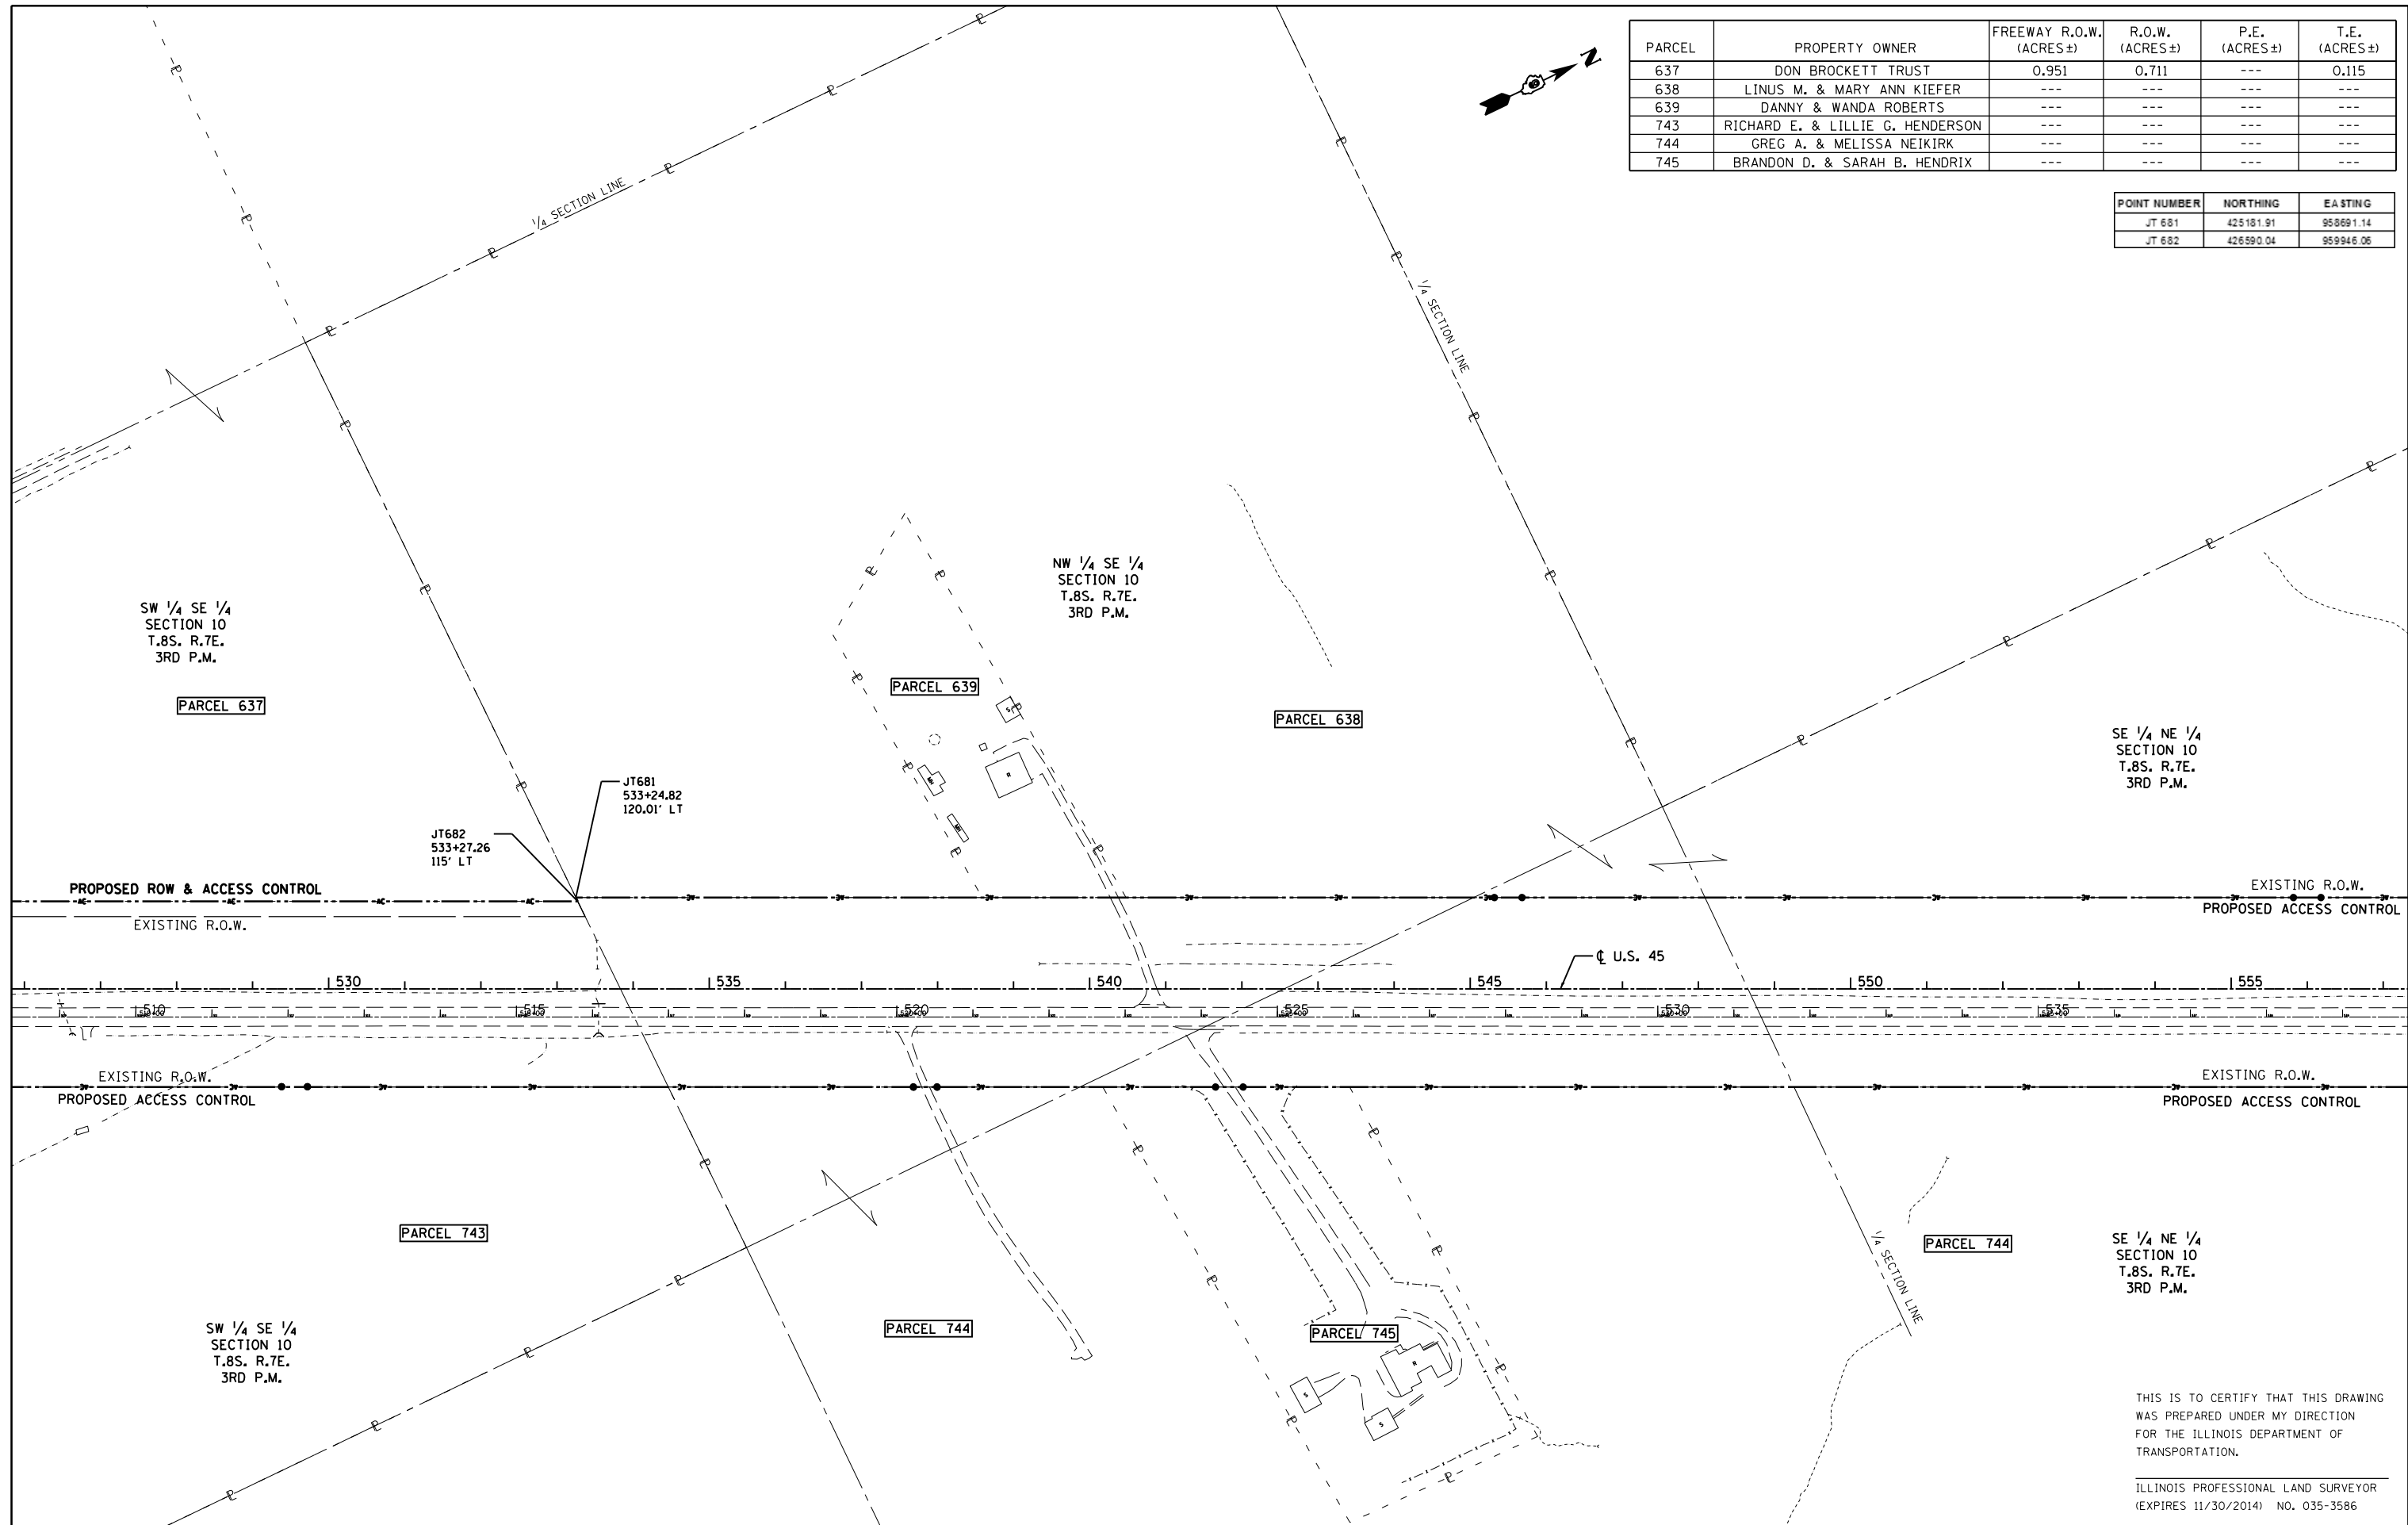 N
PARCEL PROPERTY OWNER FREEWAY R.O.W. (ACRES±) R.O.W. (ACRES±) P.E. (ACRES±) T.E. (ACRES±)
637 DON BROCKETT TRUST 0.951 0.711 --- 0.115
638 LINUS M. & MARY ANN KIEFER --- --- --- ---
639 DANNY & WANDA ROBERTS --- --- --- ---
743 RICHARD E. & LILLIE G. HENDERSON --- --- --- ---
744 GREG A. & MELISSA NEIKIRK --- --- --- ---
745 BRANDON D. & SARAH B. HENDRIX --- --- --- ---
POINT NUMBER NORTHING EASTING
JT 681 425181.91 958691.14
JT 682 426590.04 959946.06
1/4 SECTION LINE
1/4 SECTION LINE
SW 1/4 SE 1/4
SECTION 10
T.8S. R.7E.
3RD P.M.
PARCEL 637
NW 1/4 SE 1/4
SECTION 10
T.8S. R.7E.
3RD P.M.
PARCEL 639
PARCEL 638
SE 1/4 NE 1/4
SECTION 10
T.8S. R.7E.
3RD P.M.
JT681
533+24.82
120.01' LT
JT682
533+27.26
115' LT
PROPOSED ROW & ACCESS CONTROL
EXISTING R.O.W.
EXISTING R.O.W.
PROPOSED ACCESS CONTROL
℄ U.S. 45
530 535 540 545 550 555
510 515 520 525 530 535
EXISTING R.O.W.
PROPOSED ACCESS CONTROL
EXISTING R.O.W.
PROPOSED ACCESS CONTROL
PARCEL 743
SW 1/4 SE 1/4
SECTION 10
T.8S. R.7E.
3RD P.M.
PARCEL 744
PARCEL 745
1/4 SECTION LINE
PARCEL 744
SE 1/4 NE 1/4
SECTION 10
T.8S. R.7E.
3RD P.M.
THIS IS TO CERTIFY THAT THIS DRAWING
WAS PREPARED UNDER MY DIRECTION
FOR THE ILLINOIS DEPARTMENT OF
TRANSPORTATION.
ILLINOIS PROFESSIONAL LAND SURVEYOR
(EXPIRES 11/30/2014) NO. 035-3586